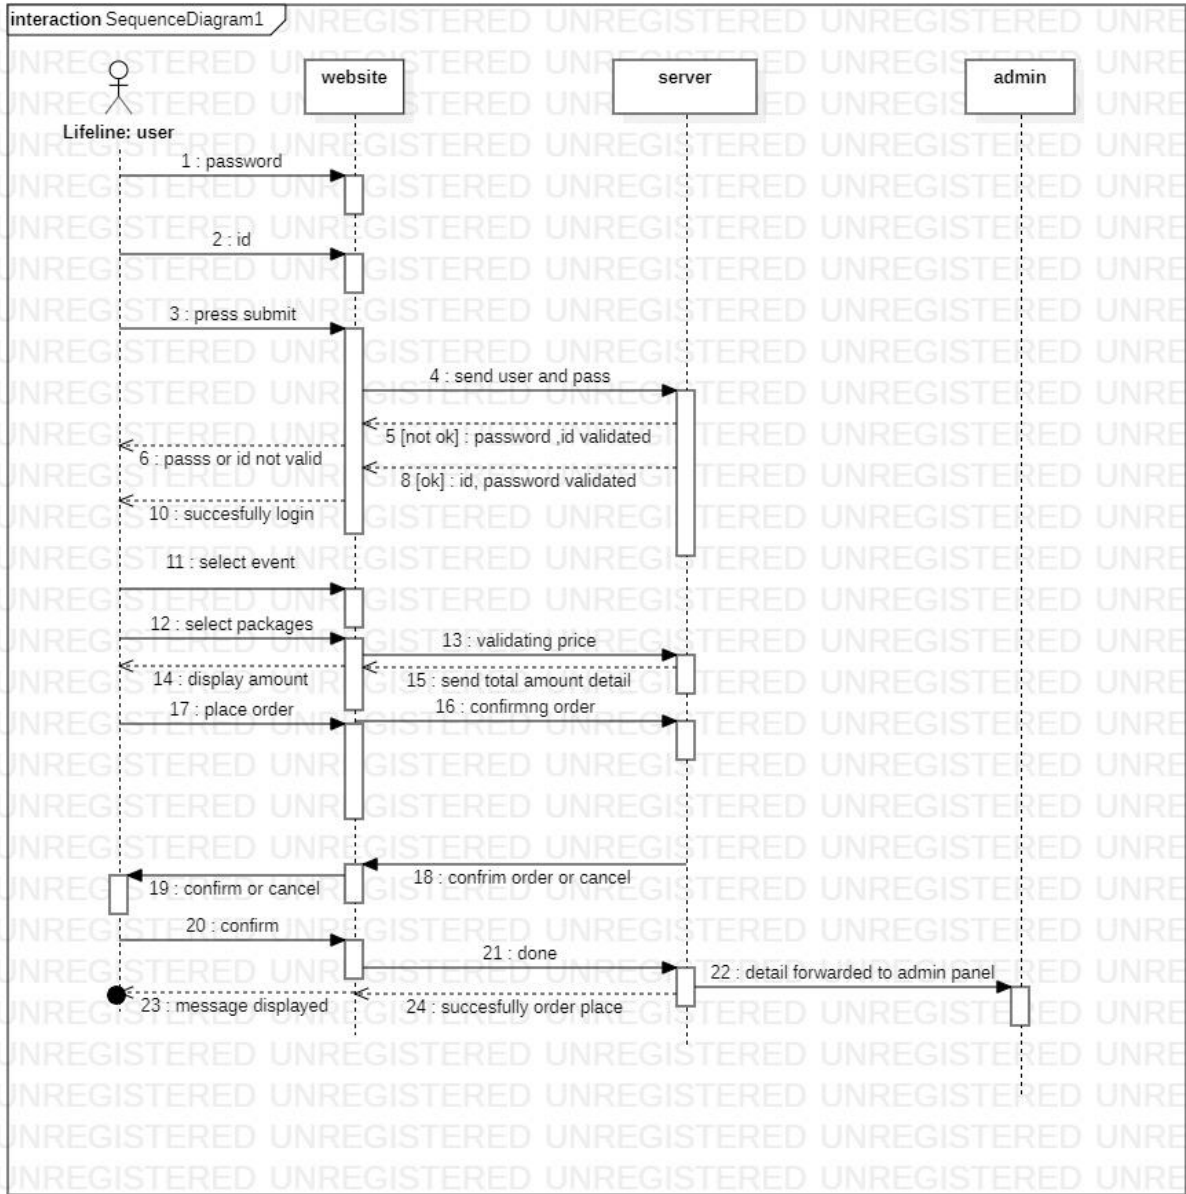 interaction SequenceDiagram1
website
server
admin
Lifeline: user
1 : password
2 : id
3 : press submit
4 : send user and pass
5 [not ok] : password ,id validated
6 : passs or id not valid
8 [ok] : id, password validated
10 : succesfully login
11 : select event
12 : select packages
13 : validating price
14 : display amount
15 : send total amount detail
17 : place order
16 : confirmng order
18 : confrim order or cancel
19 : confirm or cancel
20 : confirm
21 : done
22 : detail forwarded to admin panel
23 : message displayed
24 : succesfully order place
UNREGISTERED